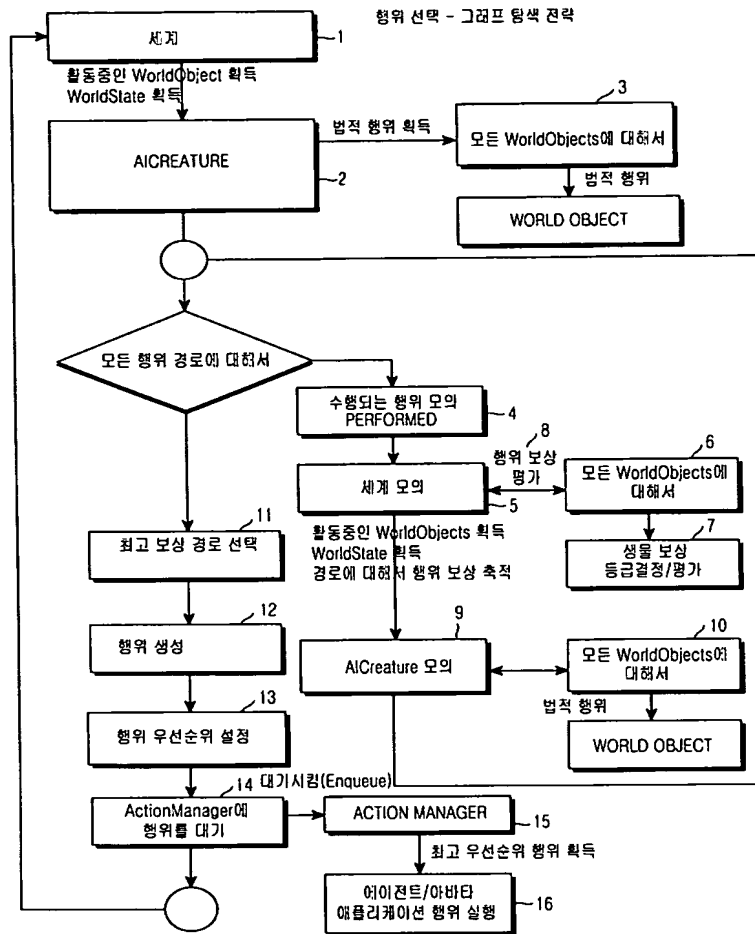 행위 선택 - 그래프 탐색 전략
세계
1
활동중인 WorldObject 획득
WorldState 획득
AICREATURE
2
법적 행위 획득
3
모든 WorldObjects에 대해서
법적 행위
WORLD OBJECT
모든 행위 경로에 대해서
수행되는 행위 모의
PERFORMED
4
세계 모의
5
8
행위 보상
평가
6
모든 WorldObjects에
대해서
7
생물 보상
등급결정/평가
활동중인 WorldObjects 획득
WorldState 획득
경로에 대해서 행위 보상 축적
9
AICreature 모의
10
모든 WorldObjects에
대해서
법적 행위
WORLD OBJECT
11
최고 보상 경로 선택
12
행위 생성
13
행위 우선순위 설정
14
대기시킴(Enqueue)
ActionManager에
행위를 대기
ACTION MANAGER
15
최고 우선순위 행위 획득
에이전트/아바타
애플리케이션 행위 실행
16